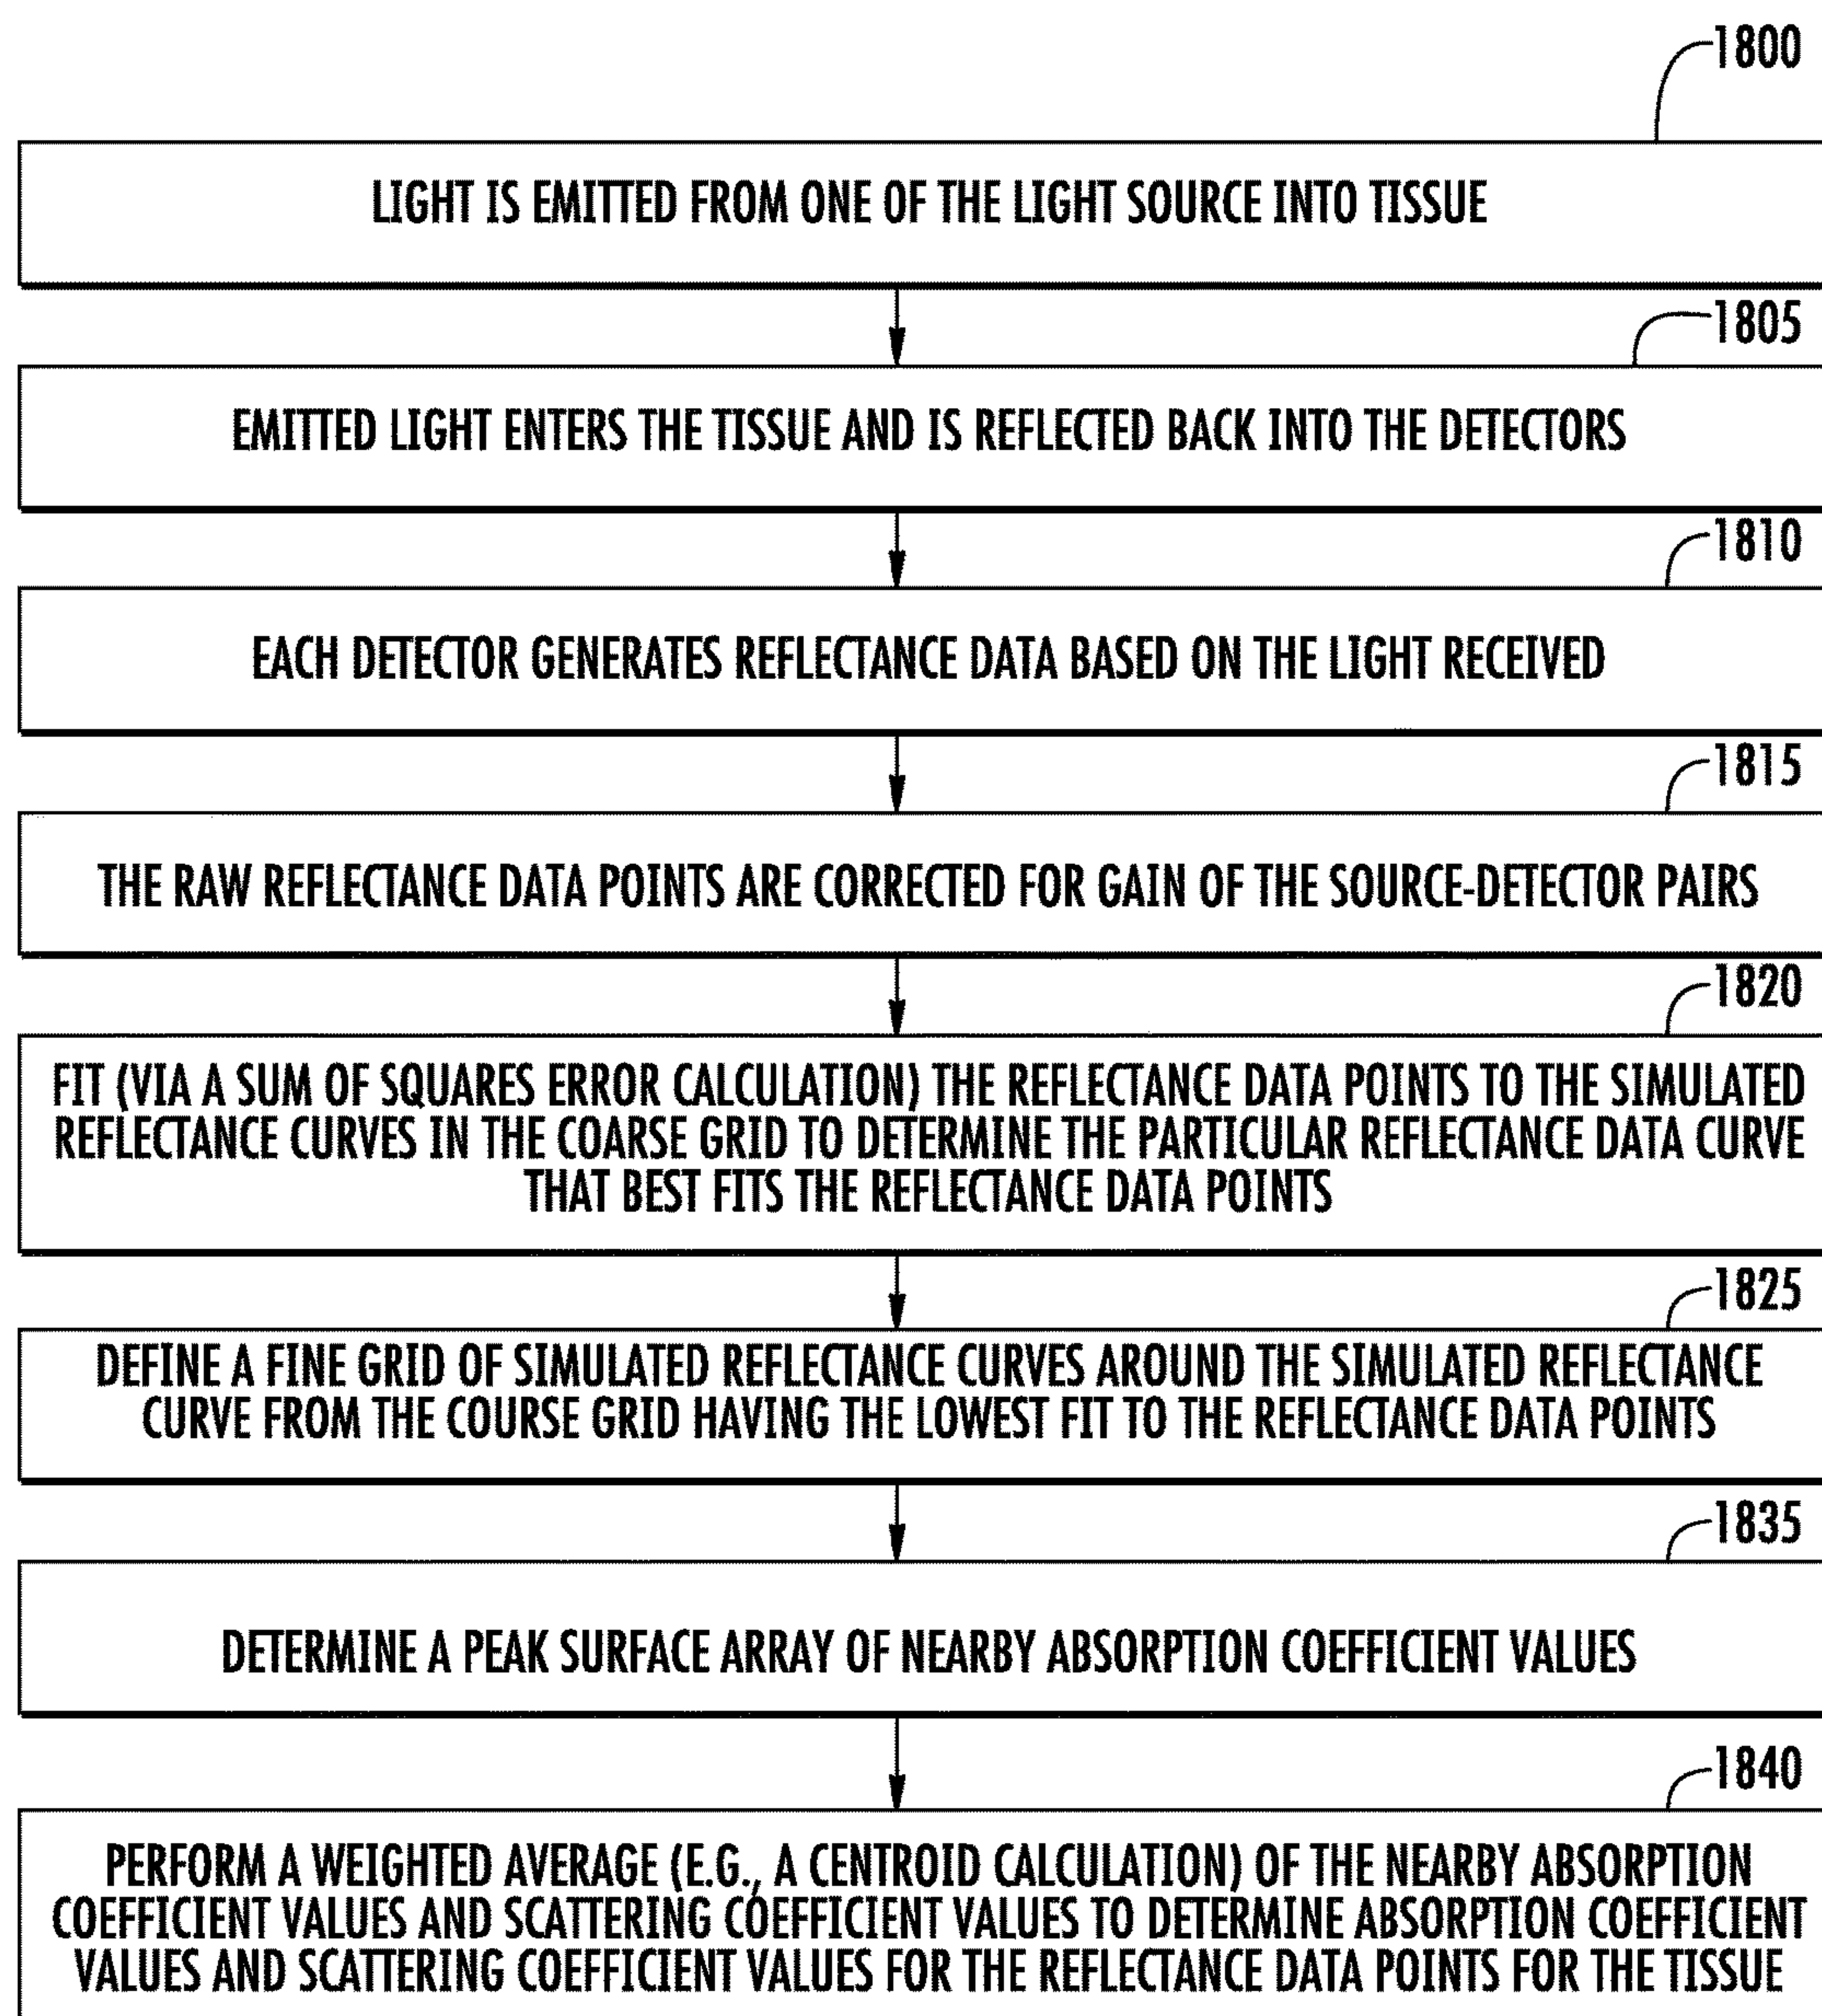 1800
LIGHT IS EMITTED FROM ONE OF THE LIGHT SOURCE INTO TISSUE
1805
EMITTED LIGHT ENTERS THE TISSUE AND IS REFLECTED BACK INTO THE DETECTORS
1810
EACH DETECTOR GENERATES REFLECTANCE DATA BASED ON THE LIGHT RECEIVED
1815
THE RAW REFLECTANCE DATA POINTS ARE CORRECTED FOR GAIN OF THE SOURCE-DETECTOR PAIRS
1820
FIT (VIA A SUM OF SQUARES ERROR CALCULATION) THE REFLECTANCE DATA POINTS TO THE SIMULATED
REFLECTANCE CURVES IN THE COARSE GRID TO DETERMINE THE PARTICULAR REFLECTANCE DATA CURVE
THAT BEST FITS THE REFLECTANCE DATA POINTS
1825
DEFINE A FINE GRID OF SIMULATED REFLECTANCE CURVES AROUND THE SIMULATED REFLECTANCE
CURVE FROM THE COURSE GRID HAVING THE LOWEST FIT TO THE REFLECTANCE DATA POINTS
1835
DETERMINE A PEAK SURFACE ARRAY OF NEARBY ABSORPTION COEFFICIENT VALUES
1840
PERFORM A WEIGHTED AVERAGE (E.G., A CENTROID CALCULATION) OF THE NEARBY ABSORPTION
COEFFICIENT VALUES AND SCATTERING COEFFICIENT VALUES TO DETERMINE ABSORPTION COEFFICIENT
VALUES AND SCATTERING COEFFICIENT VALUES FOR THE REFLECTANCE DATA POINTS FOR THE TISSUE